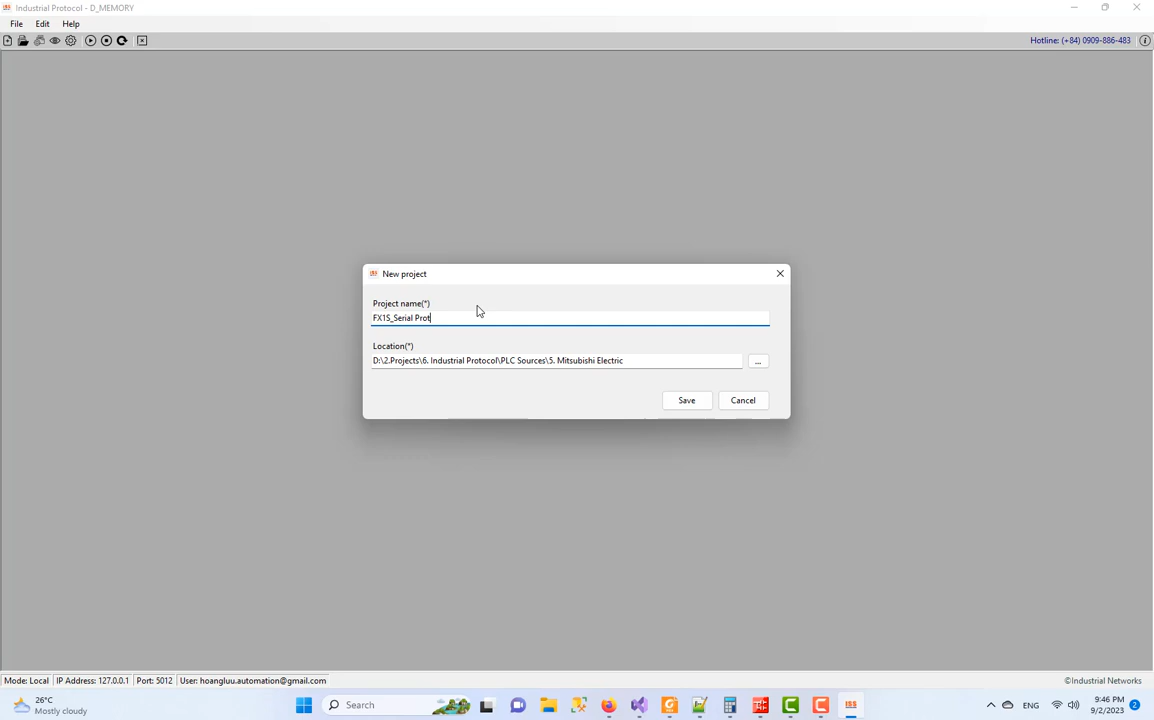 Industrial Protocol - D_MEMORY
File Edit Help
Hotline: (+84) 0909-886-483
New project
Project name(*)
FX1S_Serial Prot
Location(*)
D:\2.Projects\6. Industrial Protocol\PLC Sources\5. Mitsubishi Electric
...
Save Cancel
Mode: Local IP Address: 127.0.0.1 Port: 5012 User: hoangluu.automation@gmail.com ©Industrial Networks
26°C
Mostly cloudy
Search
ENG
9:46 PM
9/2/2023
2